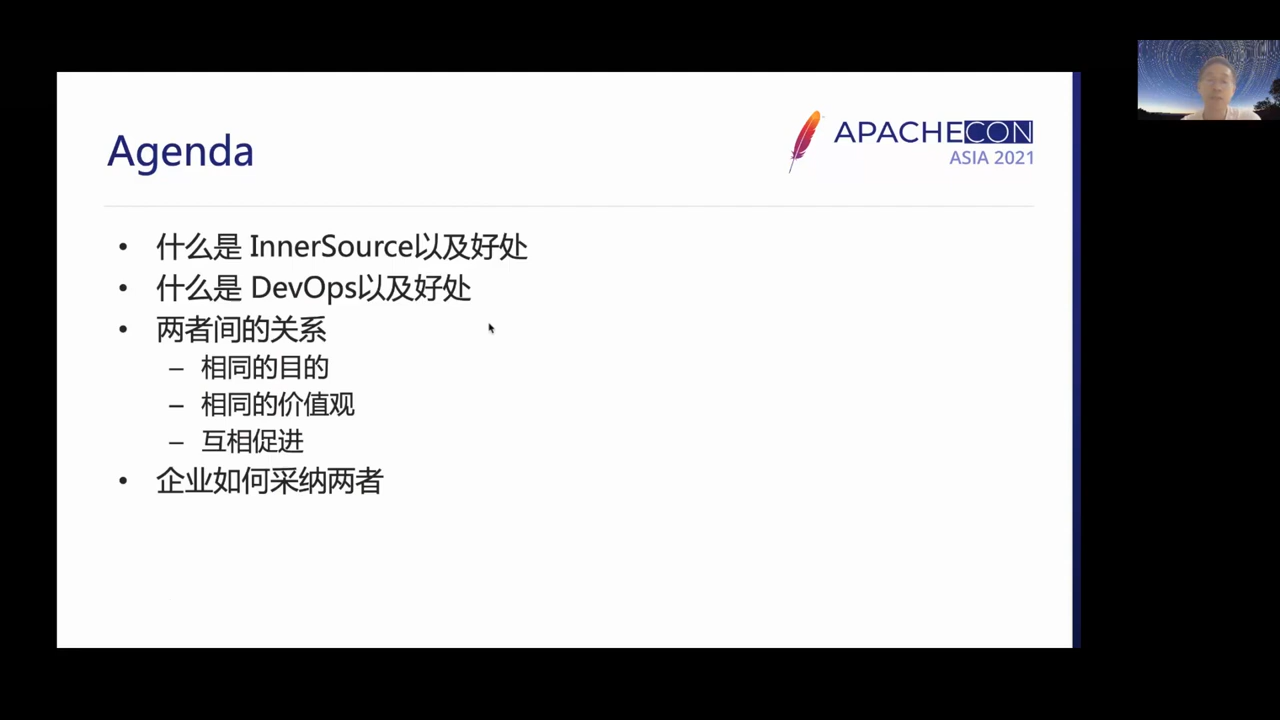 Agenda
APACHECON
ASIA 2021
• 什么是 InnerSource以及好处
• 什么是 DevOps以及好处
• 两者间的关系
– 相同的目的
– 相同的价值观
– 互相促进
• 企业如何采纳两者